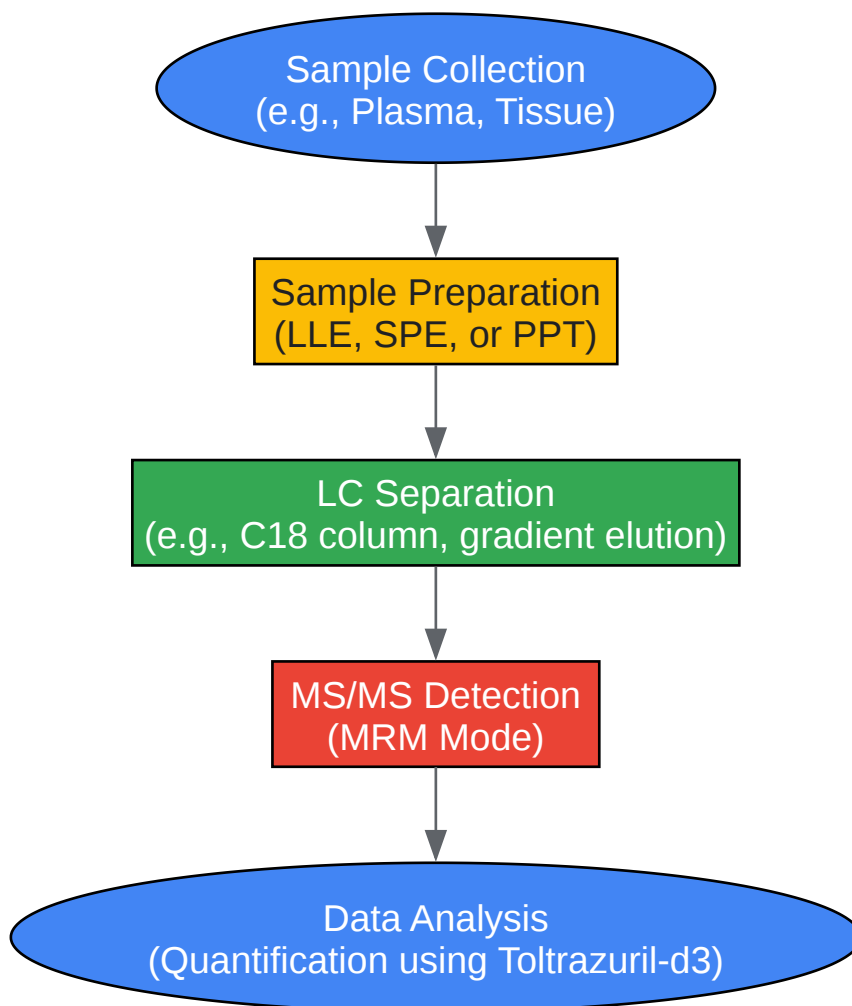 Sample Collection
(e.g., Plasma, Tissue)
Sample Preparation
(LLE, SPE, or PPT)
LC Separation
(e.g., C18 column, gradient elution)
MS/MS Detection
(MRM Mode)
Data Analysis
(Quantification using Toltrazuril-d3)